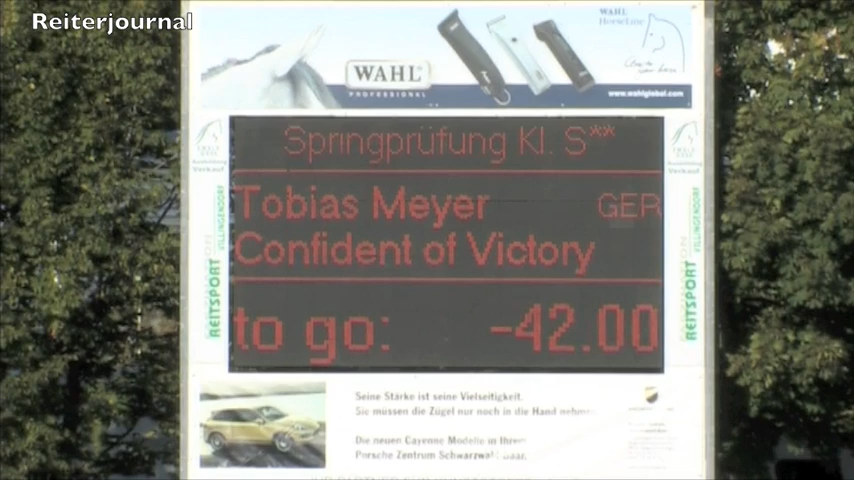 Reiterjournal
WAHL
HorseLine
WAHL®
PROFESSIONAL
www.wahlglobal.com
Springprüfung Kl. S**
Tobias Meyer GER
Confident of Victory
to go: -42.00
Verkauf
Verkauf
REITSPORT
VILLINGENDORF
REITSPORT
VILLINGENDORF
Seine Stärke ist seine Vielseitigkeit.
Sie müssen die Zügel nur noch in die Hand nehmen
Die neuen Cayenne Modelle in Ihrem
Porsche Zentrum Schwarzwald-Baar.